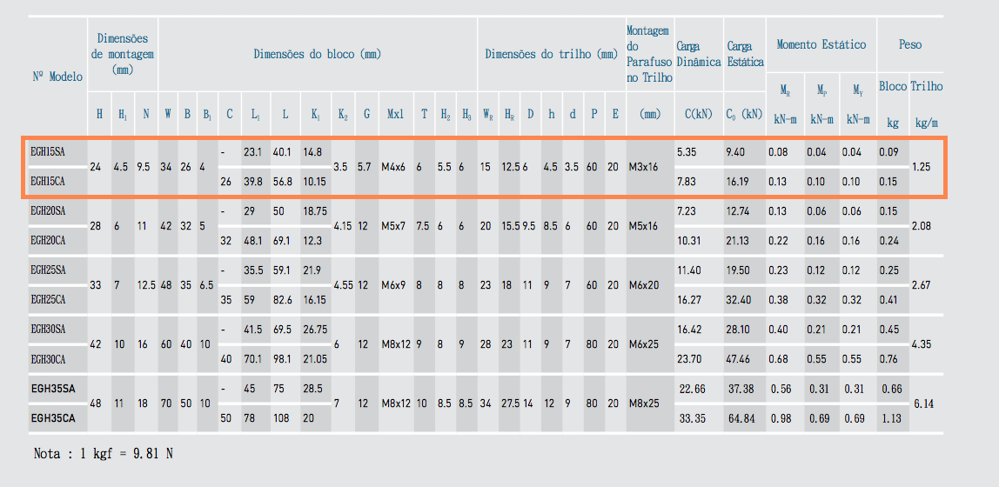 Nº Modelo Dimensões de montagem (mm) Dimensões do bloco (mm) Dimensões do trilho (mm) Montagem do Parafuso no Trilho Carga Dinâmica Carga Estática Momento Estático Peso
M_R M_P M_Y Bloco Trilho
H H₁ N W B B₁ C L₁ L K₁ K₂ G Mxl T H₂ H₃ W_R H_R D h d P E (mm) C(kN) C₀ (kN) kN-m kN-m kN-m kg kg/m
EGH15SA - 23.1 40.1 14.8 5.35 9.40 0.08 0.04 0.04 0.09
24 4.5 9.5 34 26 4 3.5 5.7 M4x6 6 5.5 6 15 12.5 6 4.5 3.5 60 20 M3x16 1.25
EGH15CA 26 39.8 56.8 10.15 7.83 16.19 0.13 0.10 0.10 0.15
EGH20SA - 29 50 18.75 7.23 12.74 0.13 0.06 0.06 0.15
28 6 11 42 32 5 4.15 12 M5x7 7.5 6 6 20 15.5 9.5 8.5 6 60 20 M5x16 2.08
EGH20CA 32 48.1 69.1 12.3 10.31 21.13 0.22 0.16 0.16 0.24
EGH25SA - 35.5 59.1 21.9 11.40 19.50 0.23 0.12 0.12 0.25
33 7 12.5 48 35 6.5 4.55 12 M6x9 8 8 8 23 18 11 9 7 60 20 M6x20 2.67
EGH25CA 35 59 82.6 16.15 16.27 32.40 0.38 0.32 0.32 0.41
EGH30SA - 41.5 69.5 26.75 16.42 28.10 0.40 0.21 0.21 0.45
42 10 16 60 40 10 6 12 M8x12 9 8 9 28 23 11 9 7 80 20 M6x25 4.35
EGH30CA 40 70.1 98.1 21.05 23.70 47.46 0.68 0.55 0.55 0.76
EGH35SA - 45 75 28.5 22.66 37.38 0.56 0.31 0.31 0.66
48 11 18 70 50 10 7 12 M8x12 10 8.5 8.5 34 27.5 14 12 9 80 20 M8x25 6.14
EGH35CA 50 78 108 20 33.35 64.84 0.98 0.69 0.69 1.13
Nota : 1 kgf = 9.81 N